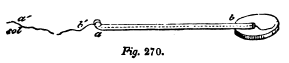 a' b' b
sol a
Fig. 270.